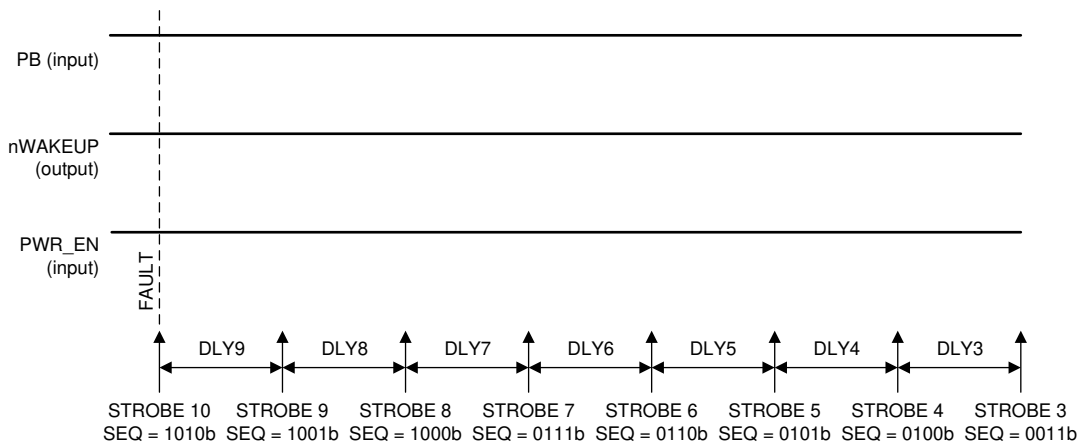 PB (input)
nWAKEUP
(output)
PWR_EN
(input)
FAULT
DLY9 DLY8 DLY7 DLY6 DLY5 DLY4 DLY3
STROBE 10 STROBE 9 STROBE 8 STROBE 7 STROBE 6 STROBE 5 STROBE 4 STROBE 3
SEQ = 1010b SEQ = 1001b SEQ = 1000b SEQ = 0111b SEQ = 0110b SEQ = 0101b SEQ = 0100b SEQ = 0011b